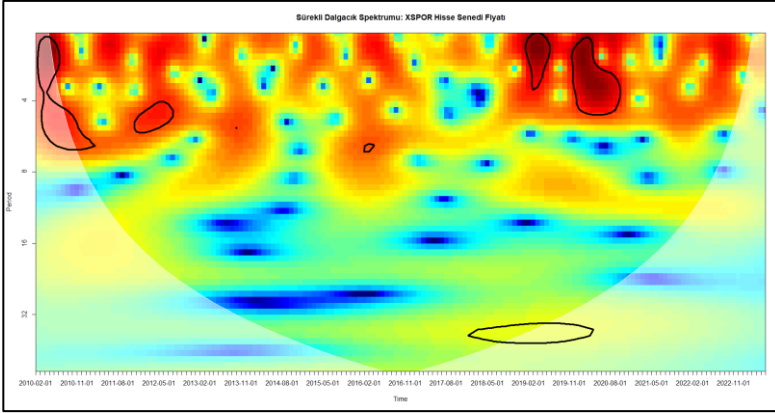 Sürekli Dalgacık Spektrumu: XSPOR Hisse Senedi Fiyatı
4
8
Period
16
32
2010-02-01 2010-11-01 2011-08-01 2012-05-01 2013-02-01 2013-11-01 2014-08-01 2015-05-01 2016-02-01 2016-11-01 2017-08-01 2018-05-01 2019-02-01 2019-11-01 2020-08-01 2021-05-01 2022-02-01 2022-11-01
Time